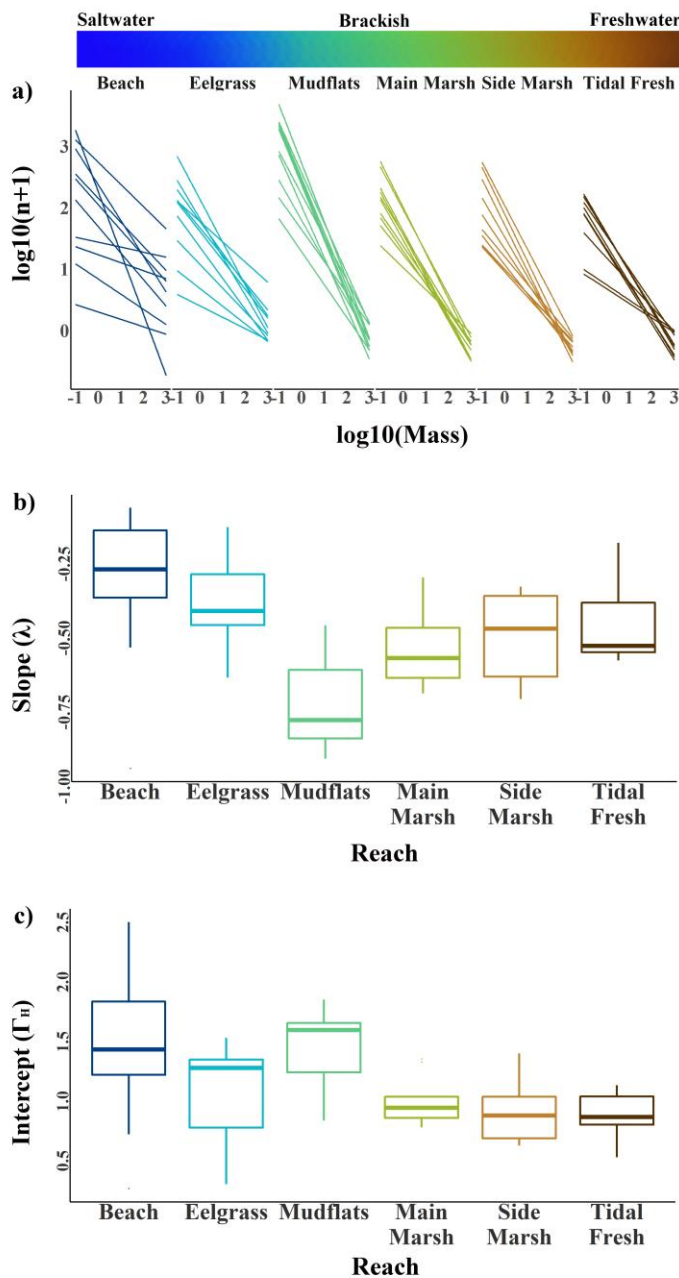 Saltwater Brackish Freshwater
Beach Eelgrass Mudflats Main Marsh Side Marsh Tidal Fresh
a)
log10(n+1)
3
2
1
0
-1 0 1 2 3 -1 0 1 2 3 -1 0 1 2 3 -1 0 1 2 3 -1 0 1 2 3 -1 0 1 2 3
log10(Mass)
b)
Slope (λ)
-0.25
-0.50
-0.75
-1.00
Beach Eelgrass Mudflats Main Marsh Side Marsh Tidal Fresh
Reach
c)
Intercept (ΓH)
2.5
2.0
1.5
1.0
0.5
Beach Eelgrass Mudflats Main Marsh Side Marsh Tidal Fresh
Reach